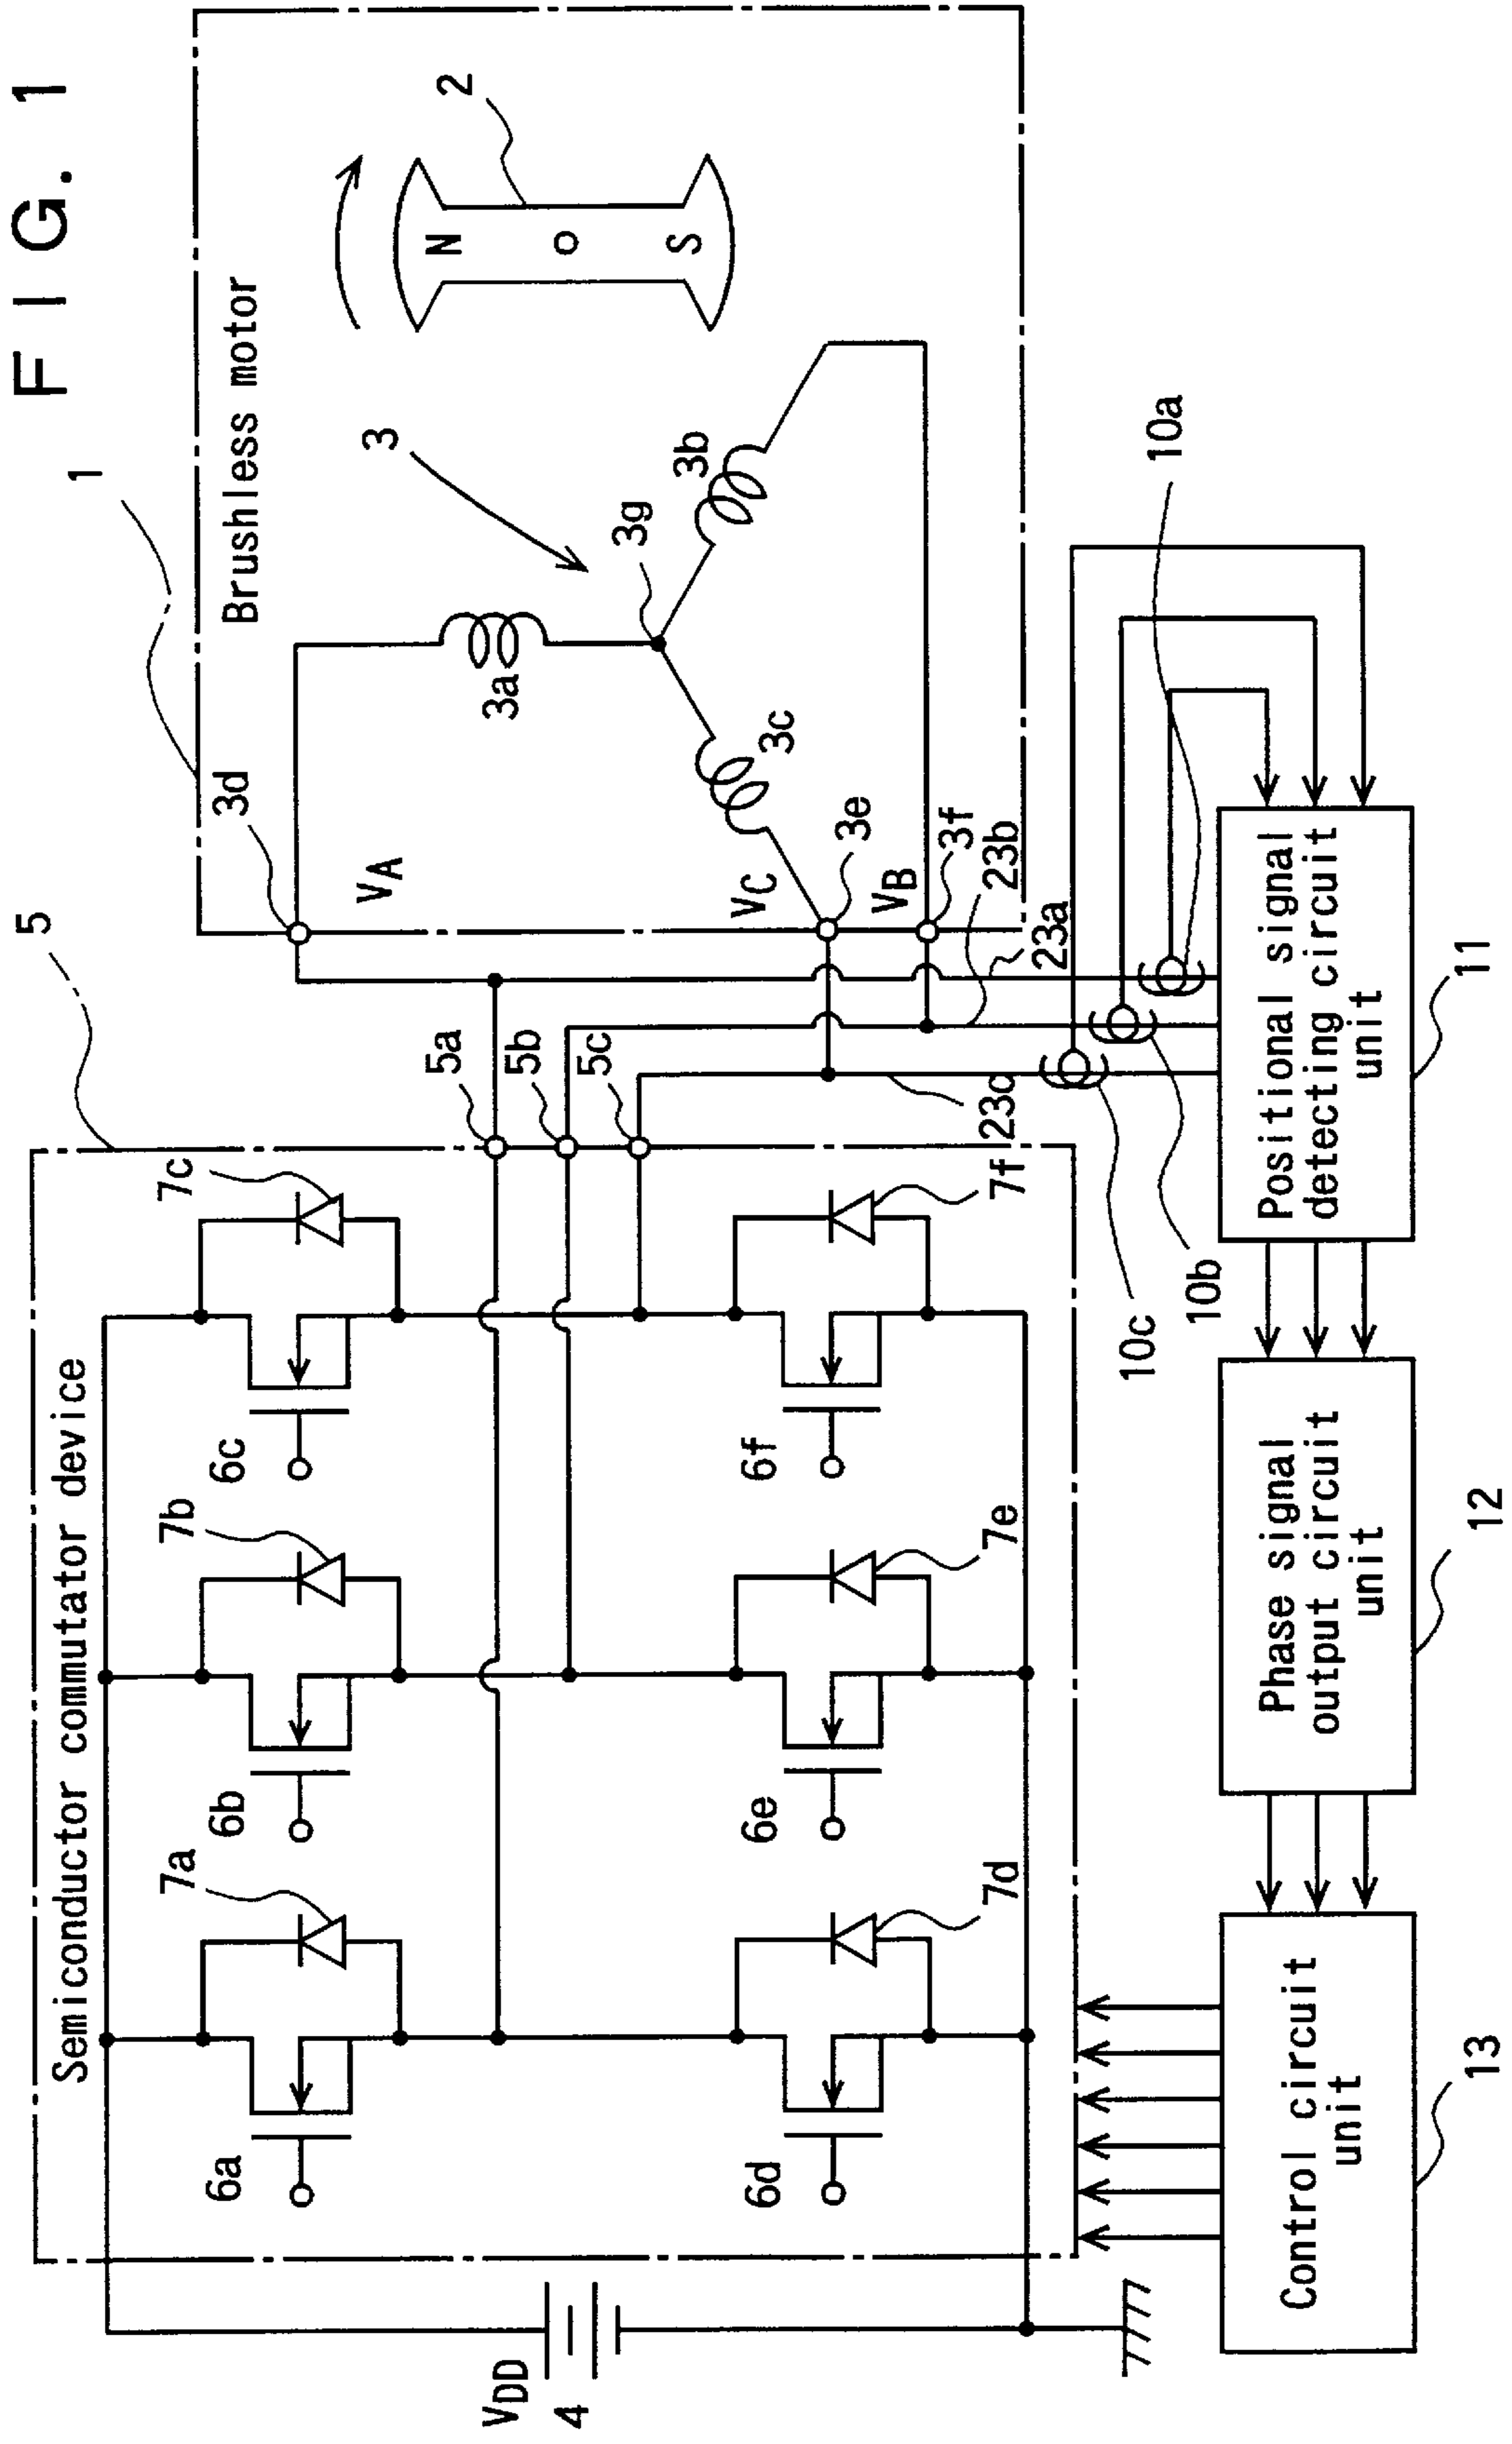 FIG. 1
1
5
Semiconductor commutator device
Brushless motor
7a
7b
7c
6a
6b
6c
3d
VA
3
2
N
O
S
3a
3g
3b
3c
5a
5b
5c
VDD
4
VC
3e
VB
3f
6d
6e
6f
7d
7e
7f
23c
23a
23b
10c
10b
10a
Control circuit
unit
13
Phase signal
output circuit
unit
12
Positional signal
detecting circuit
unit
11